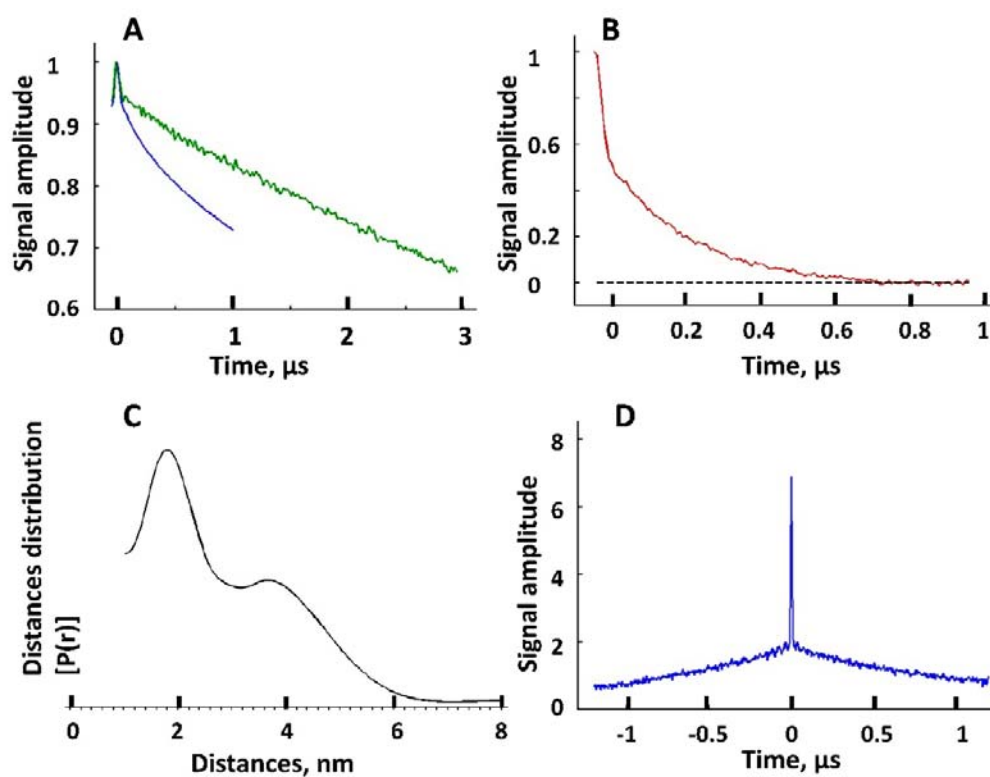 A
Signal amplitude
1
0.9
0.8
0.7
0.6
0
1
2
3
Time, µs
B
Signal amplitude
1
0.6
0.2
0
0
0.2
0.4
0.6
0.8
1
Time, µs
C
Distances distribution
[P(r)]
0
2
4
6
8
Distances, nm
D
Signal amplitude
8
6
4
2
0
-1
-0.5
0
0.5
1
Time, µs